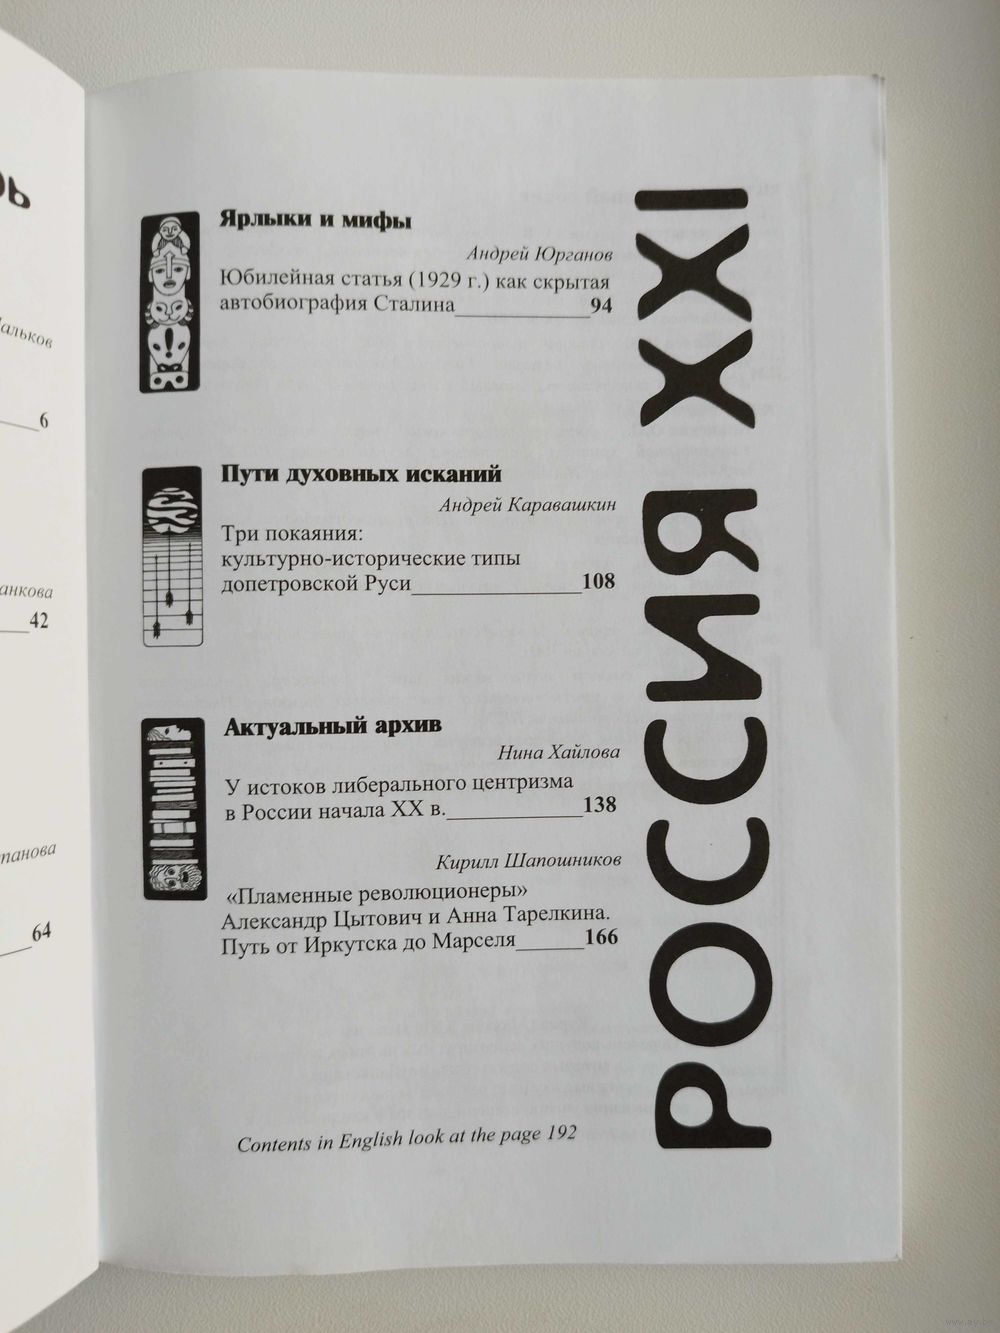 6
42
64
Ярлыки и мифы
Андрей Юрганов
Юбилейная статья (1929 г.) как скрытая
автобиография Сталина 94
Пути духовных исканий
Андрей Каравашкин
Три покаяния:
культурно-исторические типы
допетровской Руси 108
Актуальный архив
Нина Хайлова
У истоков либерального центризма
в России начала XX в. 138
Кирилл Шапошников
«Пламенные революционеры»
Александр Цытович и Анна Тарелкина.
Путь от Иркутска до Марселя 166
Contents in English look at the page 192
РОССИЯ XXI